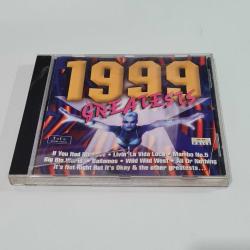 1999
GREATESTS
If You Had My Love • Livin' La Vida Loca • Mambo No.5
Big Big World • Bailamos • Wild Wild West • All Or Nothing
It's Not Right But It's Okay & the other greatests...